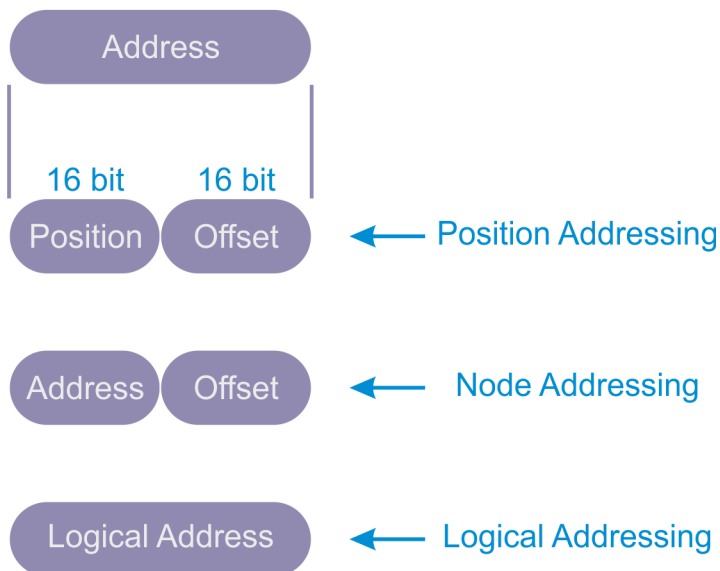 Address
16 bit 16 bit
Position Offset Position Addressing
Address Offset Node Addressing
Logical Address Logical Addressing